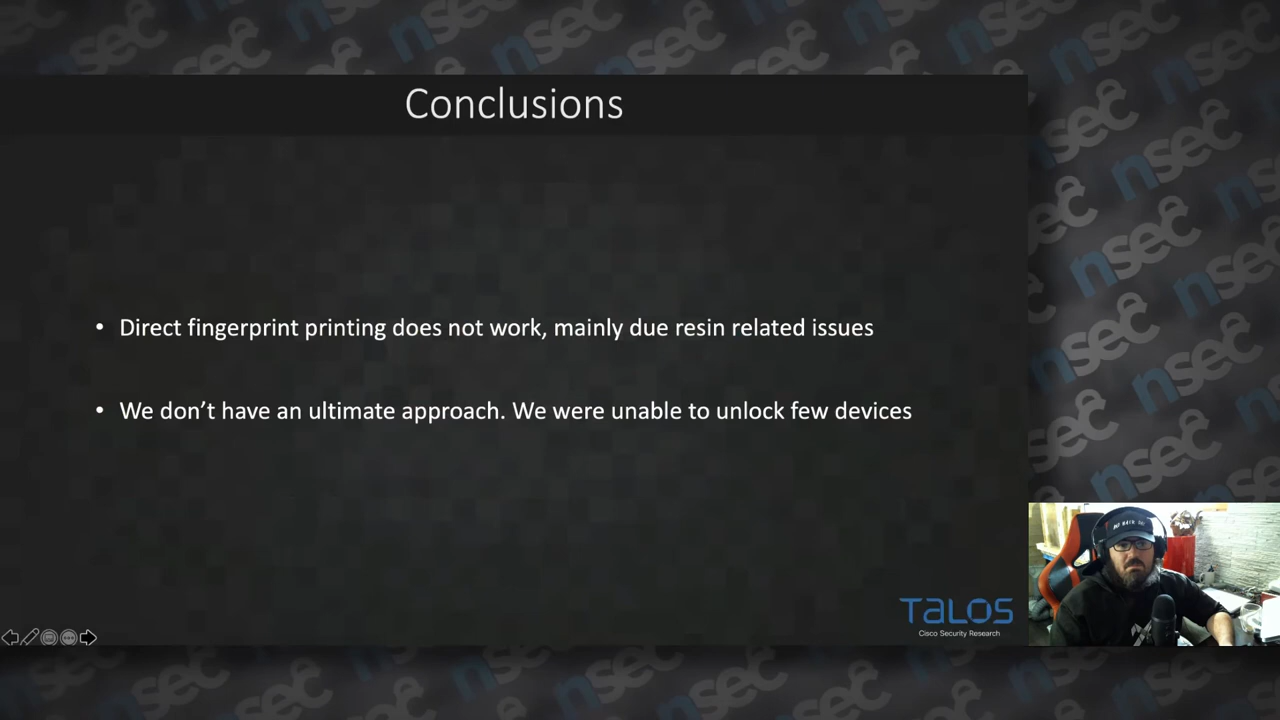 Conclusions
• Direct fingerprint printing does not work, mainly due resin related issues
• We don’t have an ultimate approach. We were unable to unlock few devices
TALOS
Cisco Security Research
nsec